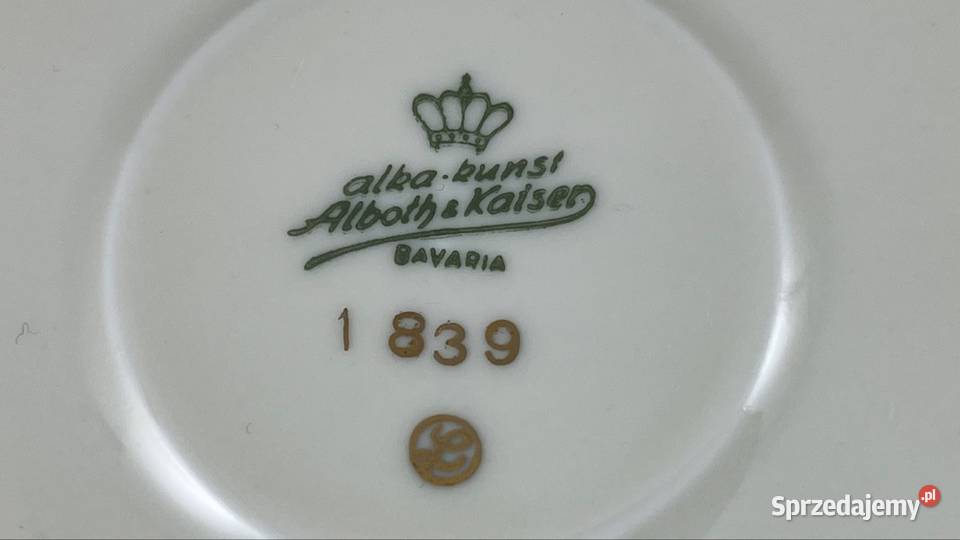 alka-kunst
Alboth & Kaiser
BAVARIA
1 839
Sprzedajemy.pl